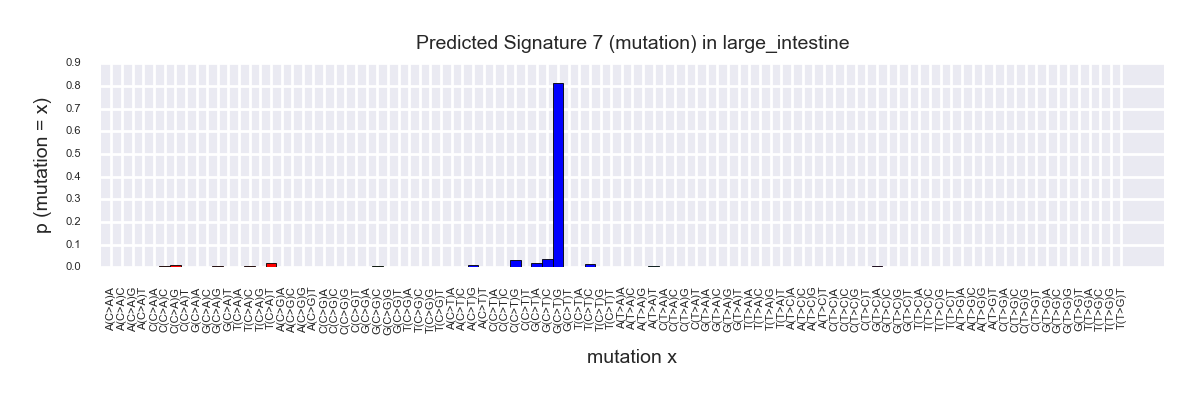 Predicted Signature 7 (mutation) in large_intestine
p (mutation = x)
0.9
0.8
0.7
0.6
0.5
0.4
0.3
0.2
0.1
0.0
A(C>A)A
A(C>A)C
A(C>A)G
A(C>A)T
C(C>A)A
C(C>A)C
C(C>A)G
C(C>A)T
G(C>A)A
G(C>A)C
G(C>A)G
G(C>A)T
T(C>A)A
T(C>A)C
T(C>A)G
T(C>A)T
A(C>G)A
A(C>G)C
A(C>G)G
A(C>G)T
C(C>G)A
C(C>G)C
C(C>G)G
C(C>G)T
G(C>G)A
G(C>G)C
G(C>G)G
G(C>G)T
T(C>G)A
T(C>G)C
T(C>G)G
T(C>G)T
A(C>T)A
A(C>T)C
A(C>T)G
A(C>T)T
C(C>T)A
C(C>T)C
C(C>T)G
C(C>T)T
G(C>T)A
G(C>T)C
G(C>T)G
G(C>T)T
T(C>T)A
T(C>T)C
T(C>T)G
T(C>T)T
A(T>A)A
A(T>A)C
A(T>A)G
A(T>A)T
C(T>A)A
C(T>A)C
C(T>A)G
C(T>A)T
G(T>A)A
G(T>A)C
G(T>A)G
G(T>A)T
T(T>A)A
T(T>A)C
T(T>A)G
T(T>A)T
A(T>C)A
A(T>C)C
A(T>C)G
A(T>C)T
C(T>C)A
C(T>C)C
C(T>C)G
C(T>C)T
G(T>C)A
G(T>C)C
G(T>C)G
G(T>C)T
T(T>C)A
T(T>C)C
T(T>C)G
T(T>C)T
A(T>G)A
A(T>G)C
A(T>G)G
A(T>G)T
C(T>G)A
C(T>G)C
C(T>G)G
C(T>G)T
G(T>G)A
G(T>G)C
G(T>G)G
G(T>G)T
T(T>G)A
T(T>G)C
T(T>G)G
T(T>G)T
mutation x